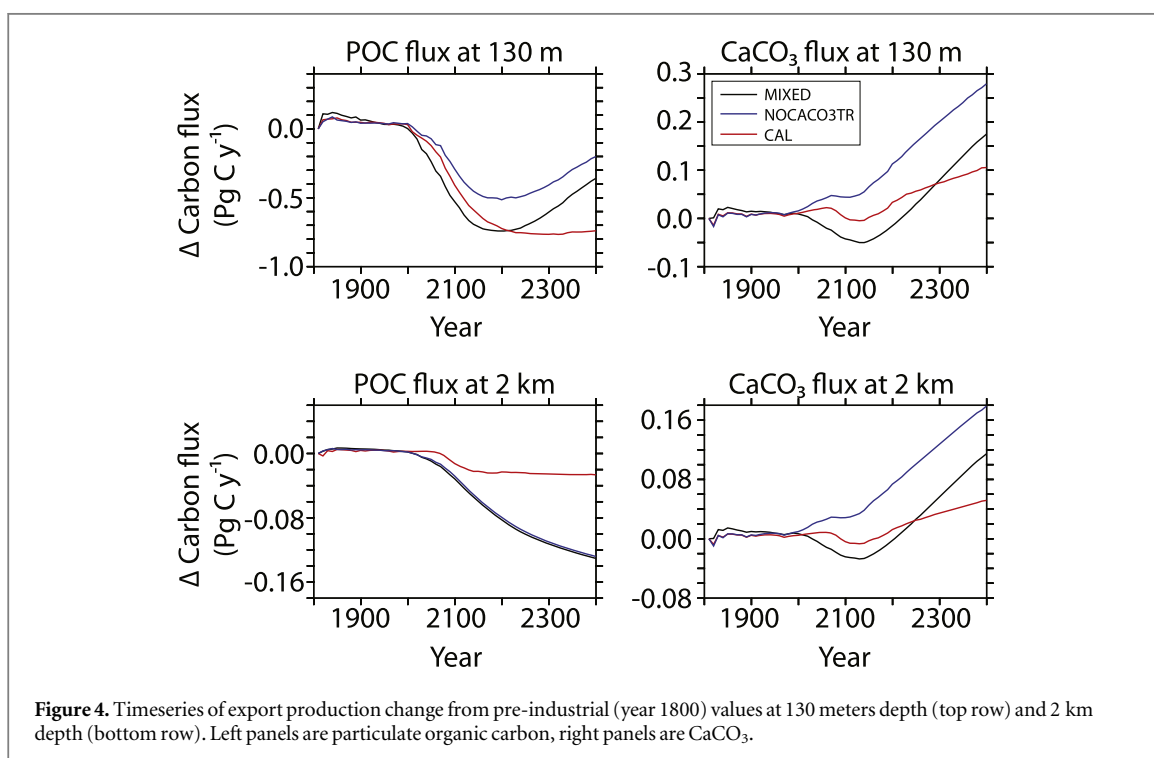 POC flux at 130 m
CaCO₃ flux at 130 m
Δ Carbon flux
(Pg C y⁻¹)
0.0
-0.5
-1.0
1900 2100 2300
Year
0.3
0.2
0.1
0.0
-0.1
MIXED
NOCACO3TR
CAL
1900 2100 2300
Year
POC flux at 2 km
CaCO₃ flux at 2 km
Δ Carbon flux
(Pg C y⁻¹)
0.00
-0.08
-0.16
1900 2100 2300
Year
0.16
0.08
0.00
-0.08
1900 2100 2300
Year
Figure 4. Timeseries of export production change from pre-industrial (year 1800) values at 130 meters depth (top row) and 2 km
depth (bottom row). Left panels are particulate organic carbon, right panels are CaCO₃.